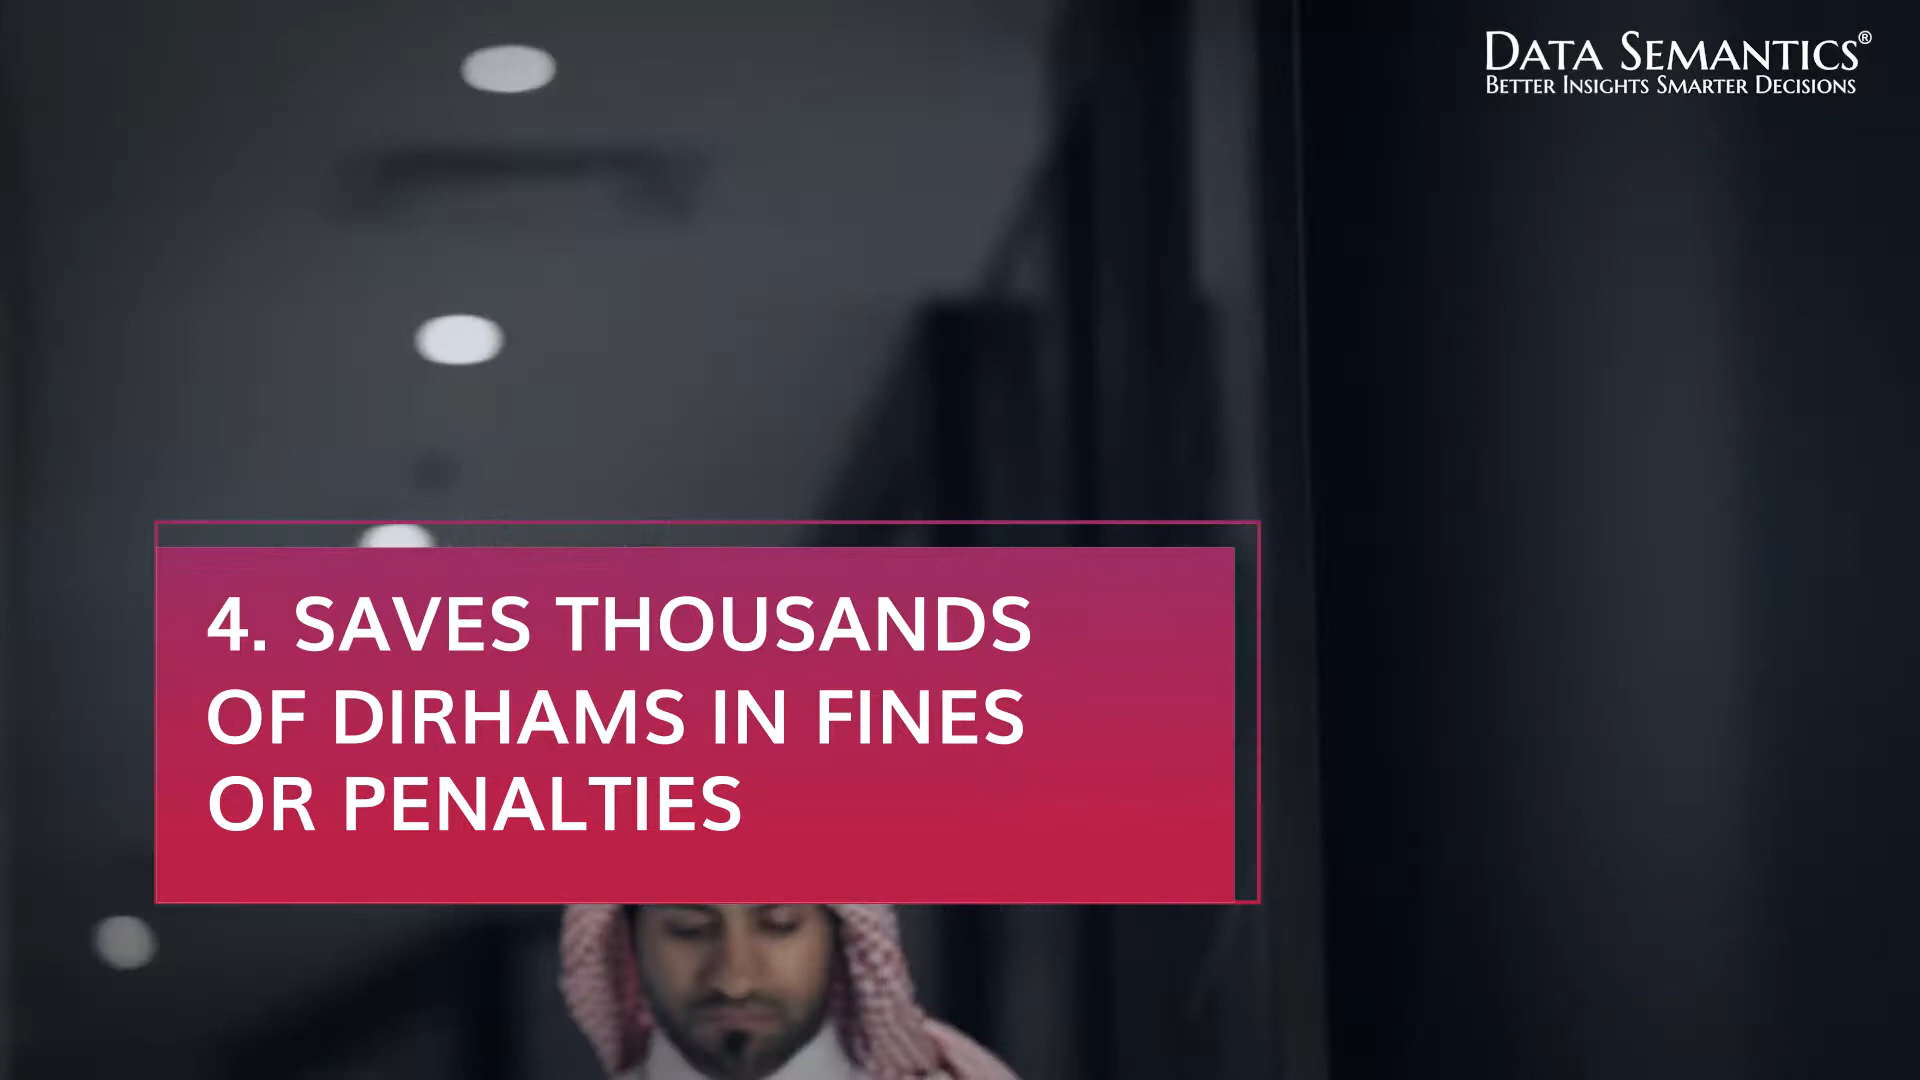 DATA SEMANTICS®
BETTER INSIGHTS SMARTER DECISIONS
4. SAVES THOUSANDS
OF DIRHAMS IN FINES
OR PENALTIES